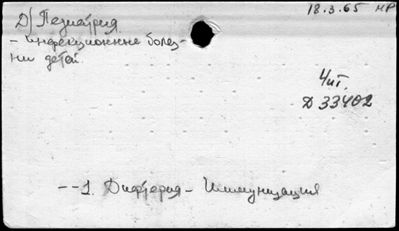 18.3.65 нр
Д) Педиатрия
- инфекционные болез-
ни детей.
Чит.
Д 33402
--1. Дифтерия - Иммунизация